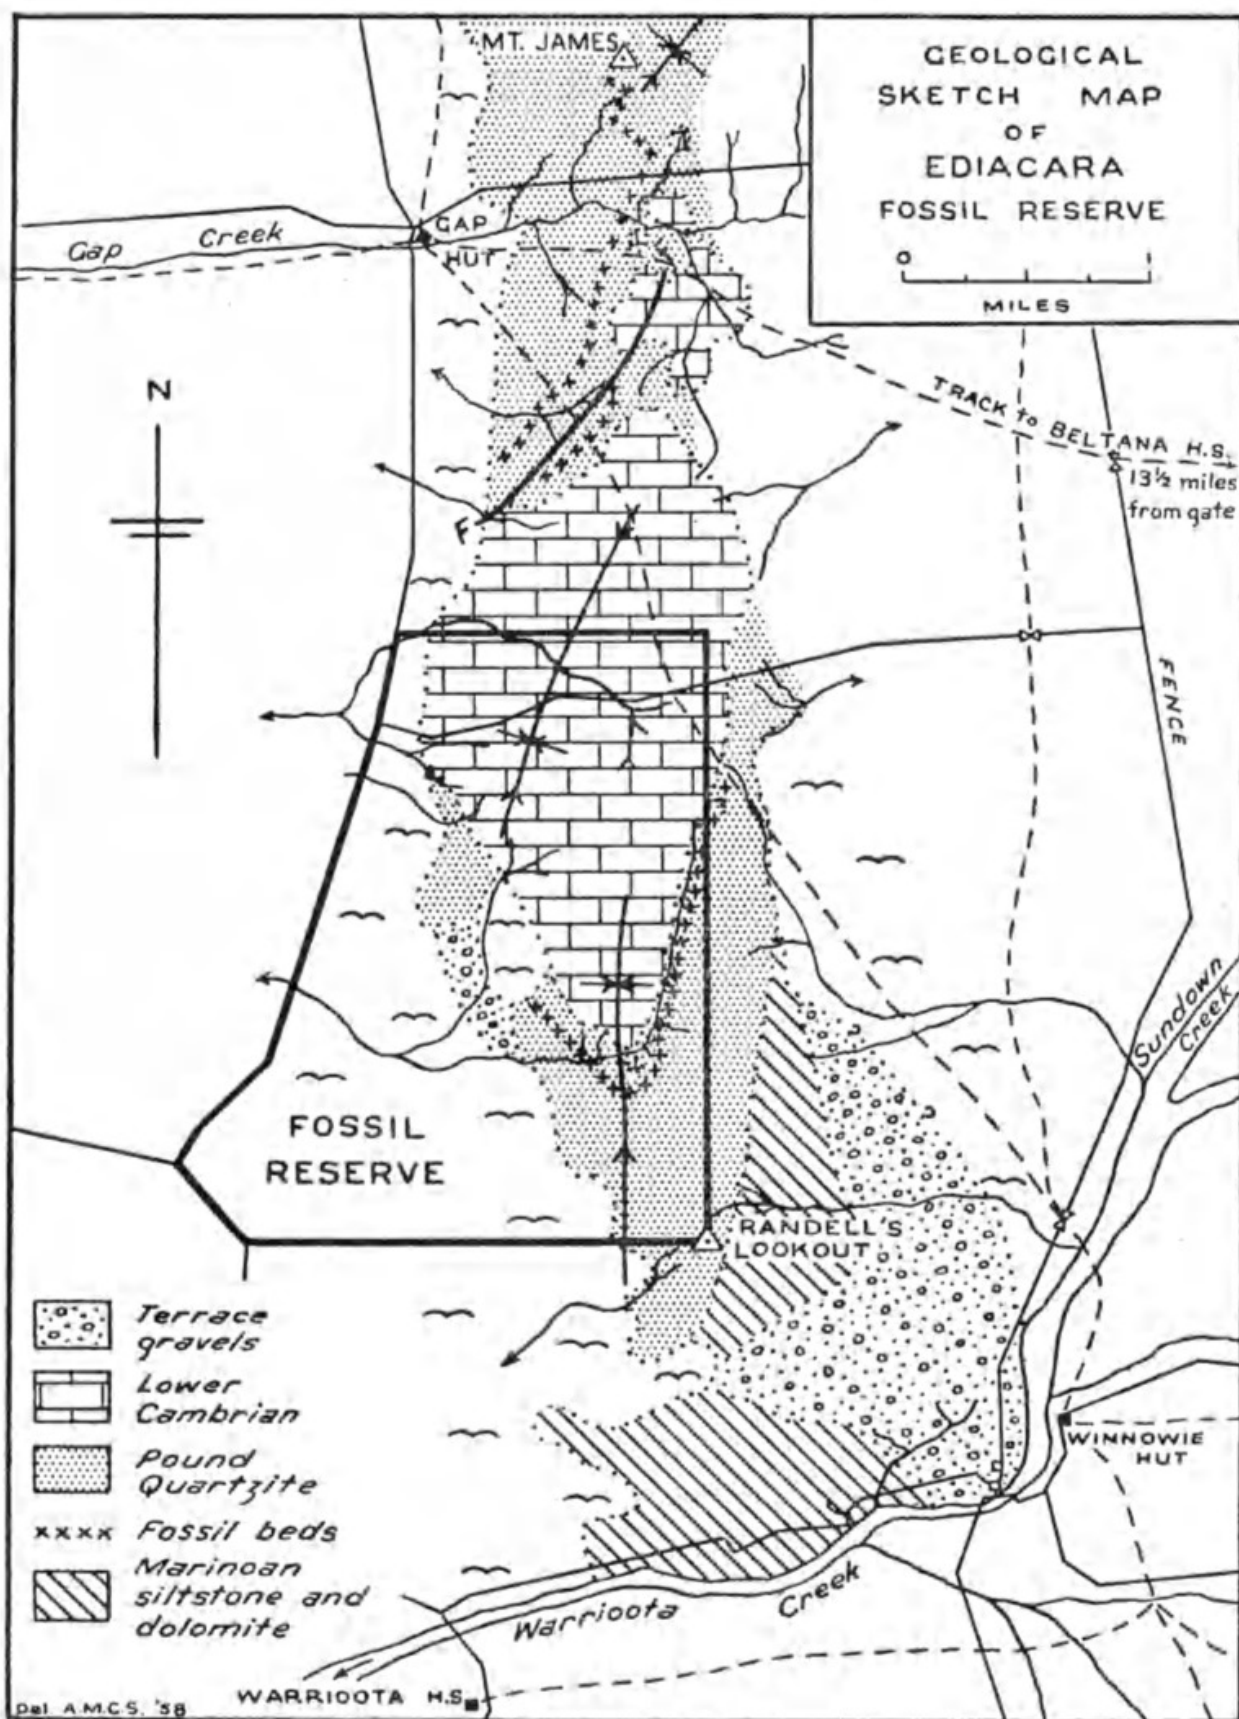 MT. JAMES
GEOLOGICAL
SKETCH MAP
OF
EDIACARA
FOSSIL RESERVE
0
MILES
Gap Creek
GAP
HUT
N
TRACK to BELTANA H.S.
13½ miles
from gate
F
FENCE
Sundown
Creek
FOSSIL
RESERVE
RANDELL'S
LOOKOUT
Terrace
gravels
Lower
Cambrian
Pound
Quartzite
xxxx Fossil beds
Marinoan
siltstone and
dolomite
WINNOWIE
HUT
Warrioota Creek
WARRIOOTA H.S.
Del. A.M.C.S. '58